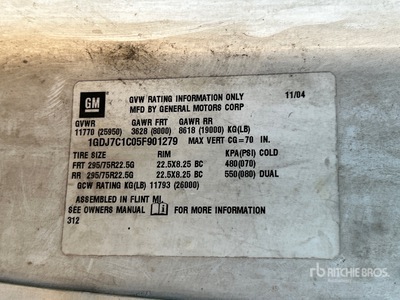 GM
GVW RATING INFORMATION ONLY 11/04
MFD BY GENERAL MOTORS CORP
GVWR GAWR FRT GAWR RR
11770 (25950) 3628 (8000) 8618 (19000) KG(LB)
1GDJ7C1C05F901279 MAX VERT CG=70 IN.
TIRE SIZE RIM KPA(PSI) COLD
FRT 295/75R22.5G 22.5X8.25 BC 480(070)
RR 295/75R22.5G 22.5X8.25 BC 550(080) DUAL
GCW RATING KG(LB) 11793 (26000)
ASSEMBLED IN FLINT MI.
SEE OWNERS MANUAL FOR MORE INFORMATION
312
rb RITCHIE BROS.